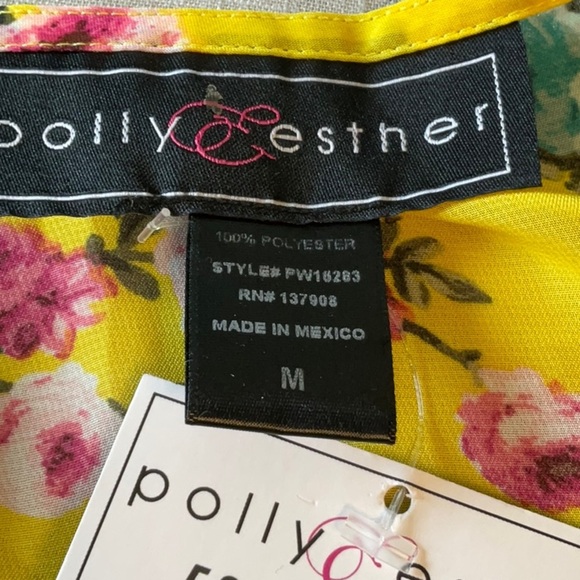 polly & esther
100% POLYESTER
STYLE# PW16283
RN# 137908
MADE IN MEXICO
M
polly & e